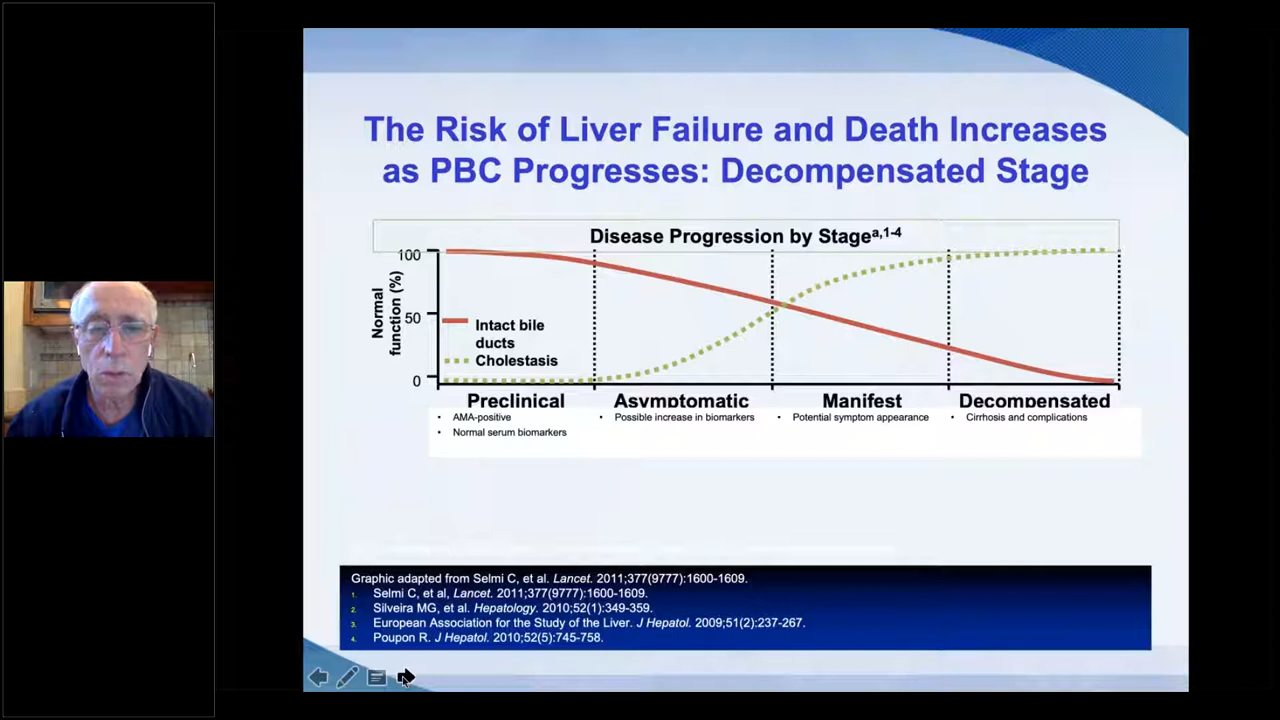 The Risk of Liver Failure and Death Increases
as PBC Progresses: Decompensated Stage
Disease Progression by Stagea,1-4
100
50
0
Normal
function (%)
Intact bile
ducts
Cholestasis
Preclinical
• AMA-positive
• Normal serum biomarkers
Asymptomatic
• Possible increase in biomarkers
Manifest
• Potential symptom appearance
Decompensated
• Cirrhosis and complications
Graphic adapted from Selmi C, et al. Lancet. 2011;377(9777):1600-1609.
1. Selmi C, et al, Lancet. 2011;377(9777):1600-1609.
2. Silveira MG, et al. Hepatology. 2010;52(1):349-359.
3. European Association for the Study of the Liver. J Hepatol. 2009;51(2):237-267.
4. Poupon R. J Hepatol. 2010;52(5):745-758.